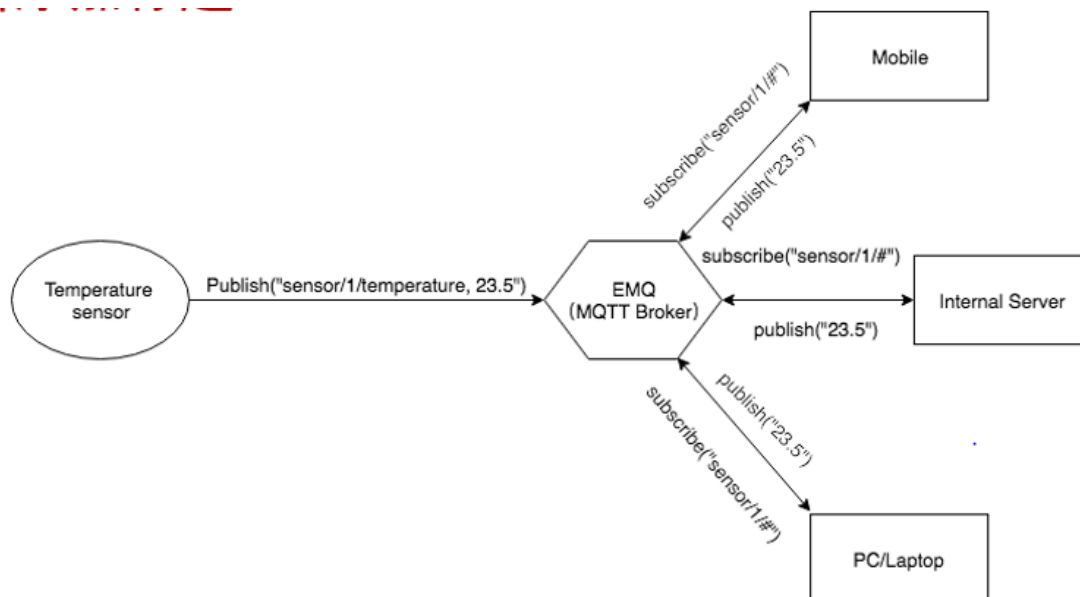 Mobile
subscribe("sensor/1/#")
publish("23.5")
Temperature
sensor
Publish("sensor/1/temperature, 23.5")
EMQ
(MQTT Broker)
subscribe("sensor/1/#")
publish("23.5")
Internal Server
publish("23.5")
subscribe("sensor/1/#")
PC/Laptop